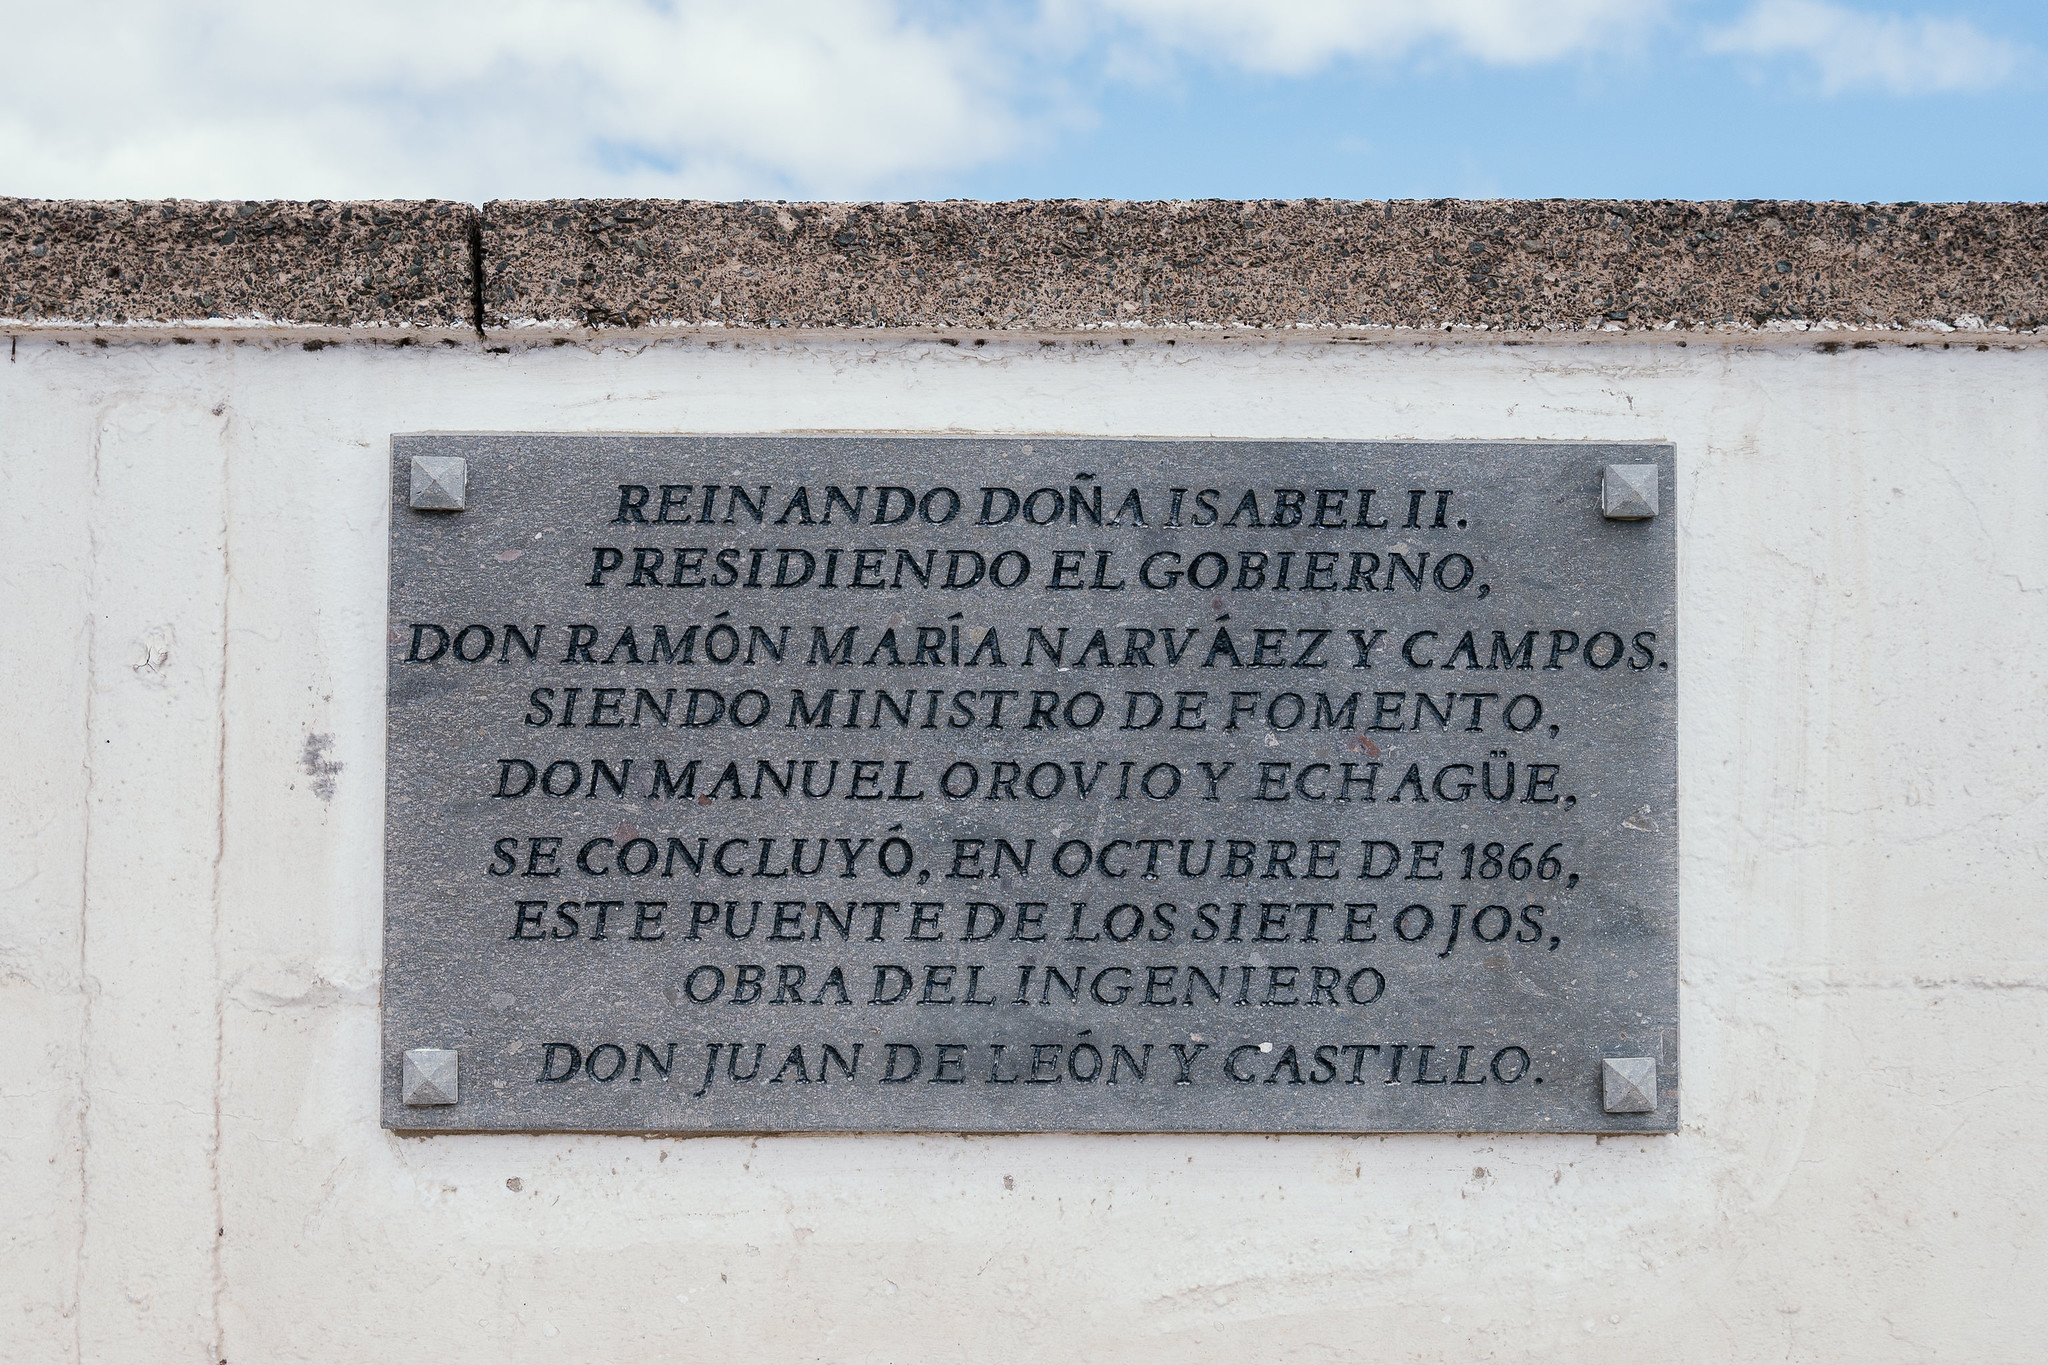 REINANDO DOÑA ISABEL II.
PRESIDIENDO EL GOBIERNO,
DON RAMÓN MARÍA NARVÁEZ Y CAMPOS.
SIENDO MINISTRO DE FOMENTO,
DON MANUEL OROVIO Y ECHAGÜE,
SE CONCLUYÓ, EN OCTUBRE DE 1866,
ESTE PUENTE DE LOS SIETE OJOS,
OBRA DEL INGENIERO
DON JUAN DE LEÓN Y CASTILLO.